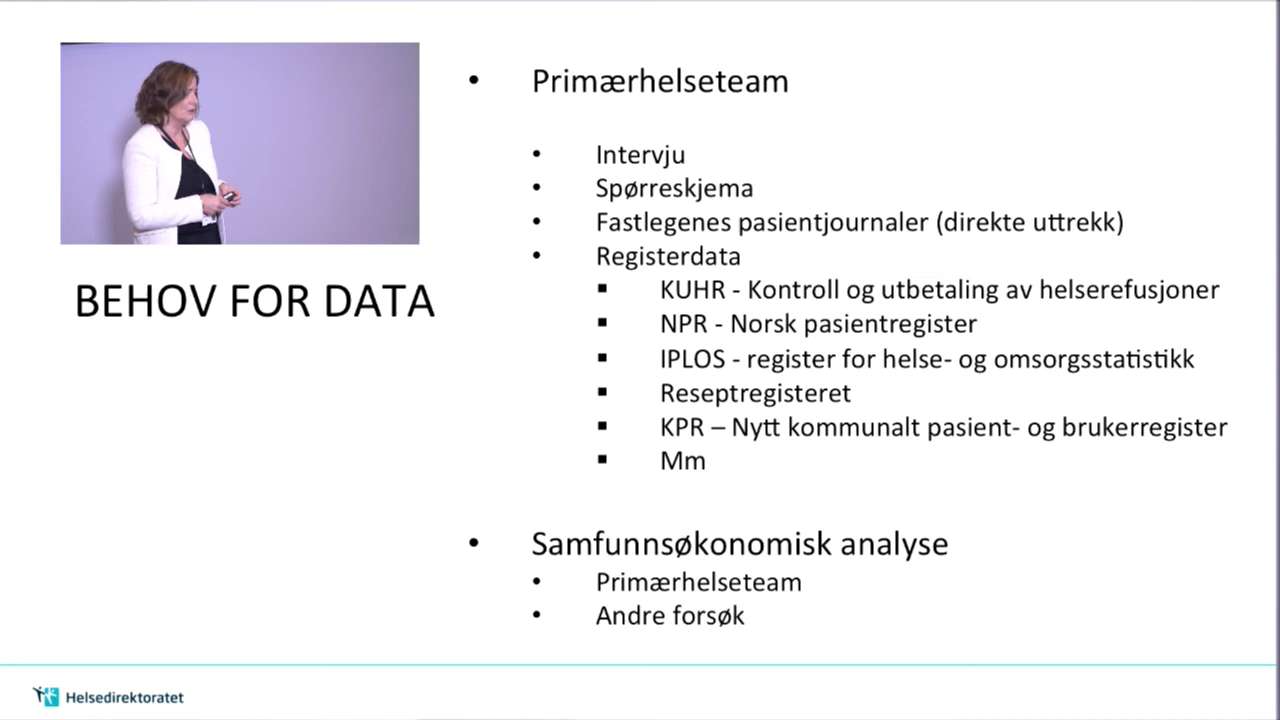 BEHOV FOR DATA
• Primærhelseteam
• Intervju
• Spørreskjema
• Fastlegenes pasientjournaler (direkte uttrekk)
• Registerdata
▪ KUHR - Kontroll og utbetaling av helserefusjoner
▪ NPR - Norsk pasientregister
▪ IPLOS - register for helse- og omsorgsstatistikk
▪ Reseptregisteret
▪ KPR – Nytt kommunalt pasient- og brukerregister
▪ Mm
• Samfunnsøkonomisk analyse
• Primærhelseteam
• Andre forsøk
Helsedirektoratet